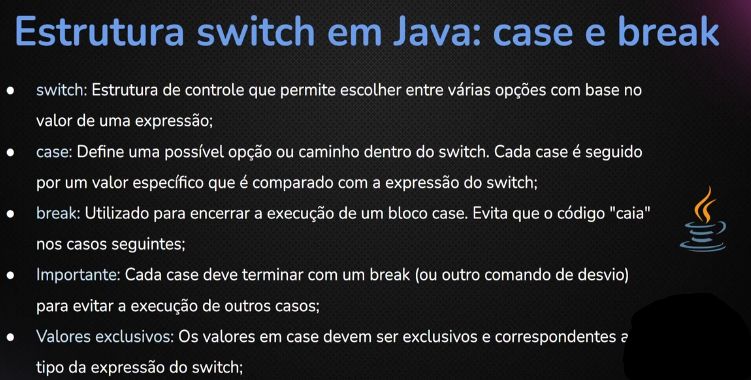 Estrutura switch em Java: case e break
● switch: Estrutura de controle que permite escolher entre várias opções com base no
valor de uma expressão;
● case: Define uma possível opção ou caminho dentro do switch. Cada case é seguido
por um valor específico que é comparado com a expressão do switch;
● break: Utilizado para encerrar a execução de um bloco case. Evita que o código "caia"
nos casos seguintes;
● Importante: Cada case deve terminar com um break (ou outro comando de desvio)
para evitar a execução de outros casos;
● Valores exclusivos: Os valores em case devem ser exclusivos e correspondentes a
tipo da expressão do switch;